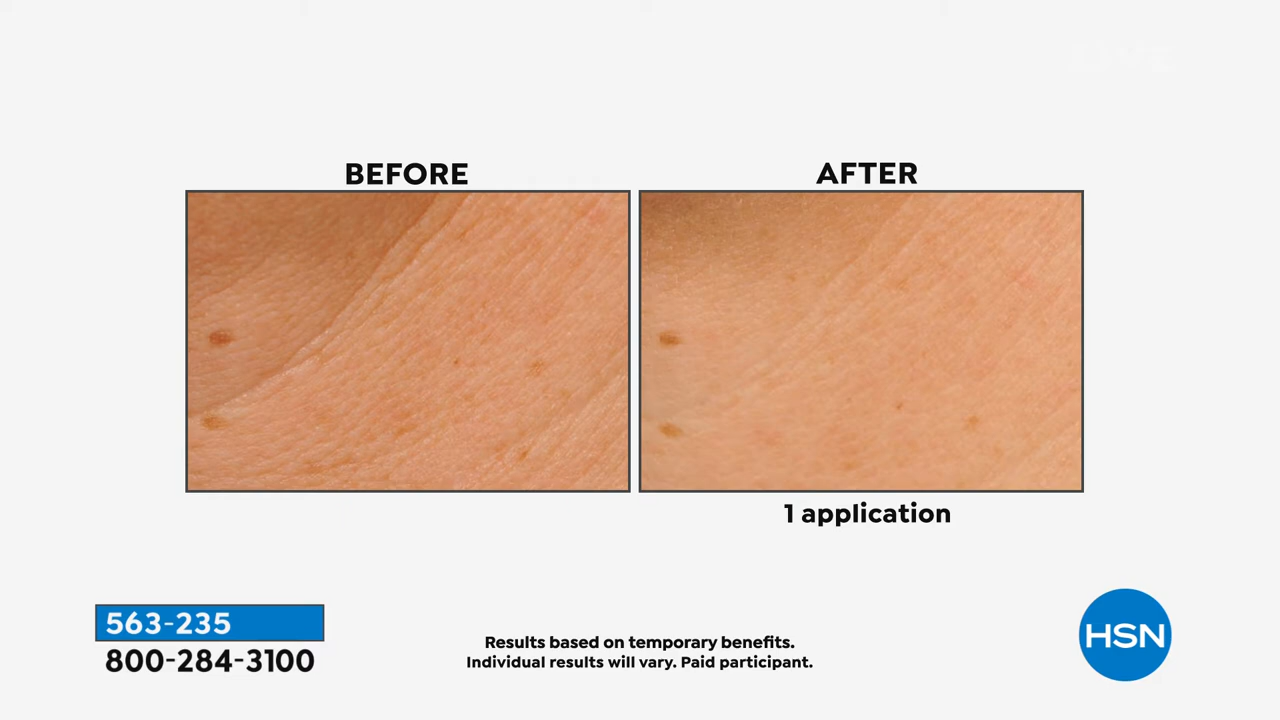 BEFORE
AFTER
1 application
563-235
800-284-3100
Results based on temporary benefits.
Individual results will vary. Paid participant.
HSN